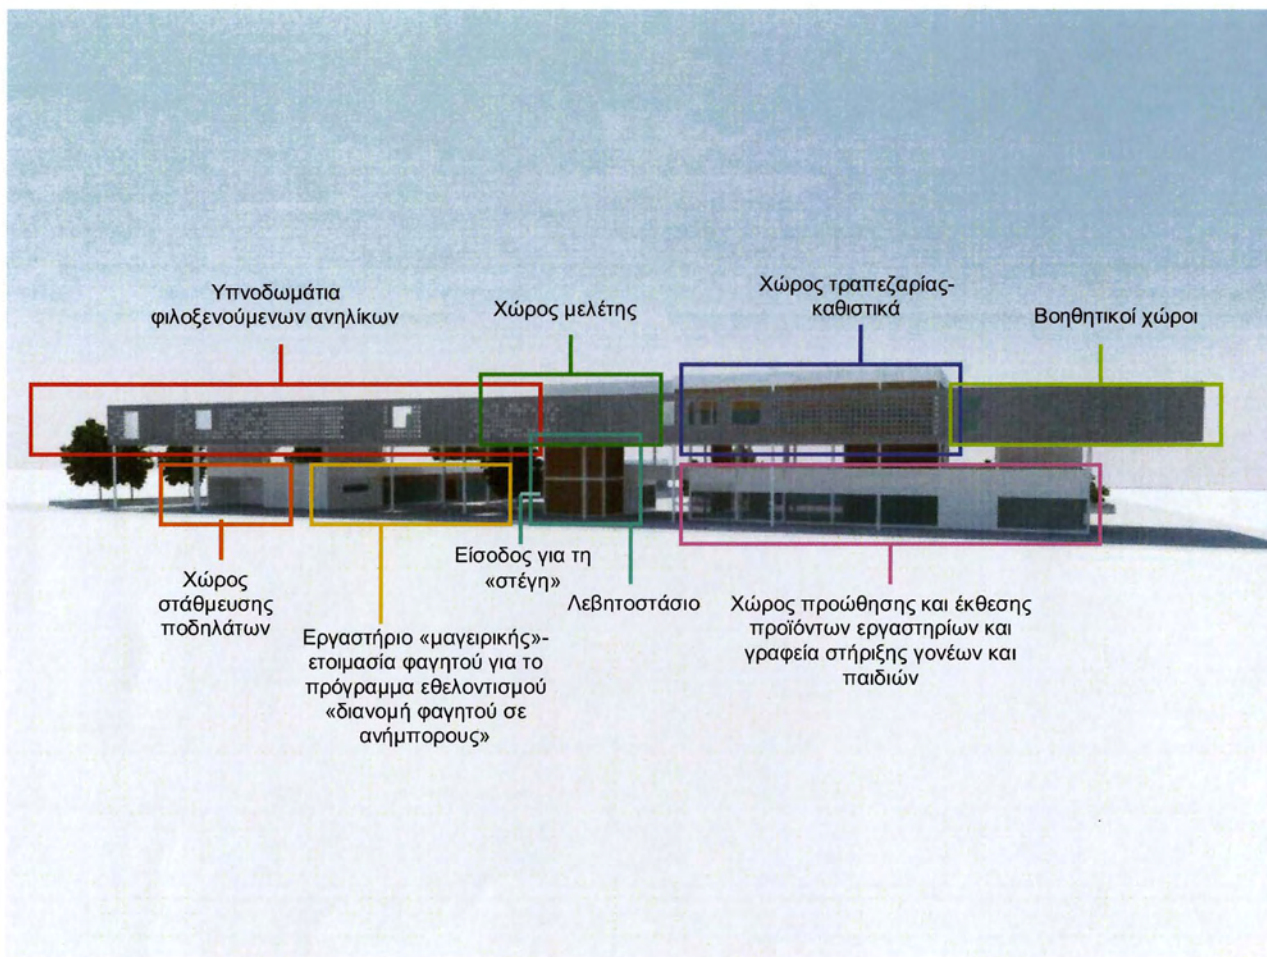 Υπνοδωμάτια
φιλοξενούμενων ανηλίκων
Χώρος μελέτης
Χώρος τραπεζαρίας-
καθιστικά
Βοηθητικοί χώροι
Χώρος
στάθμευσης
ποδηλάτων
Εργαστήριο «μαγειρικής»-
ετοιμασία φαγητού για το
πρόγραμμα εθελοντισμού
«διανομή φαγητού σε
ανήμπορους»
Είσοδος για τη
«στέγη»
Λεβητοστάσιο
Χώρος προώθησης και έκθεσης
προϊόντων εργαστηρίων και
γραφεία στήριξης γονέων και
παιδιών